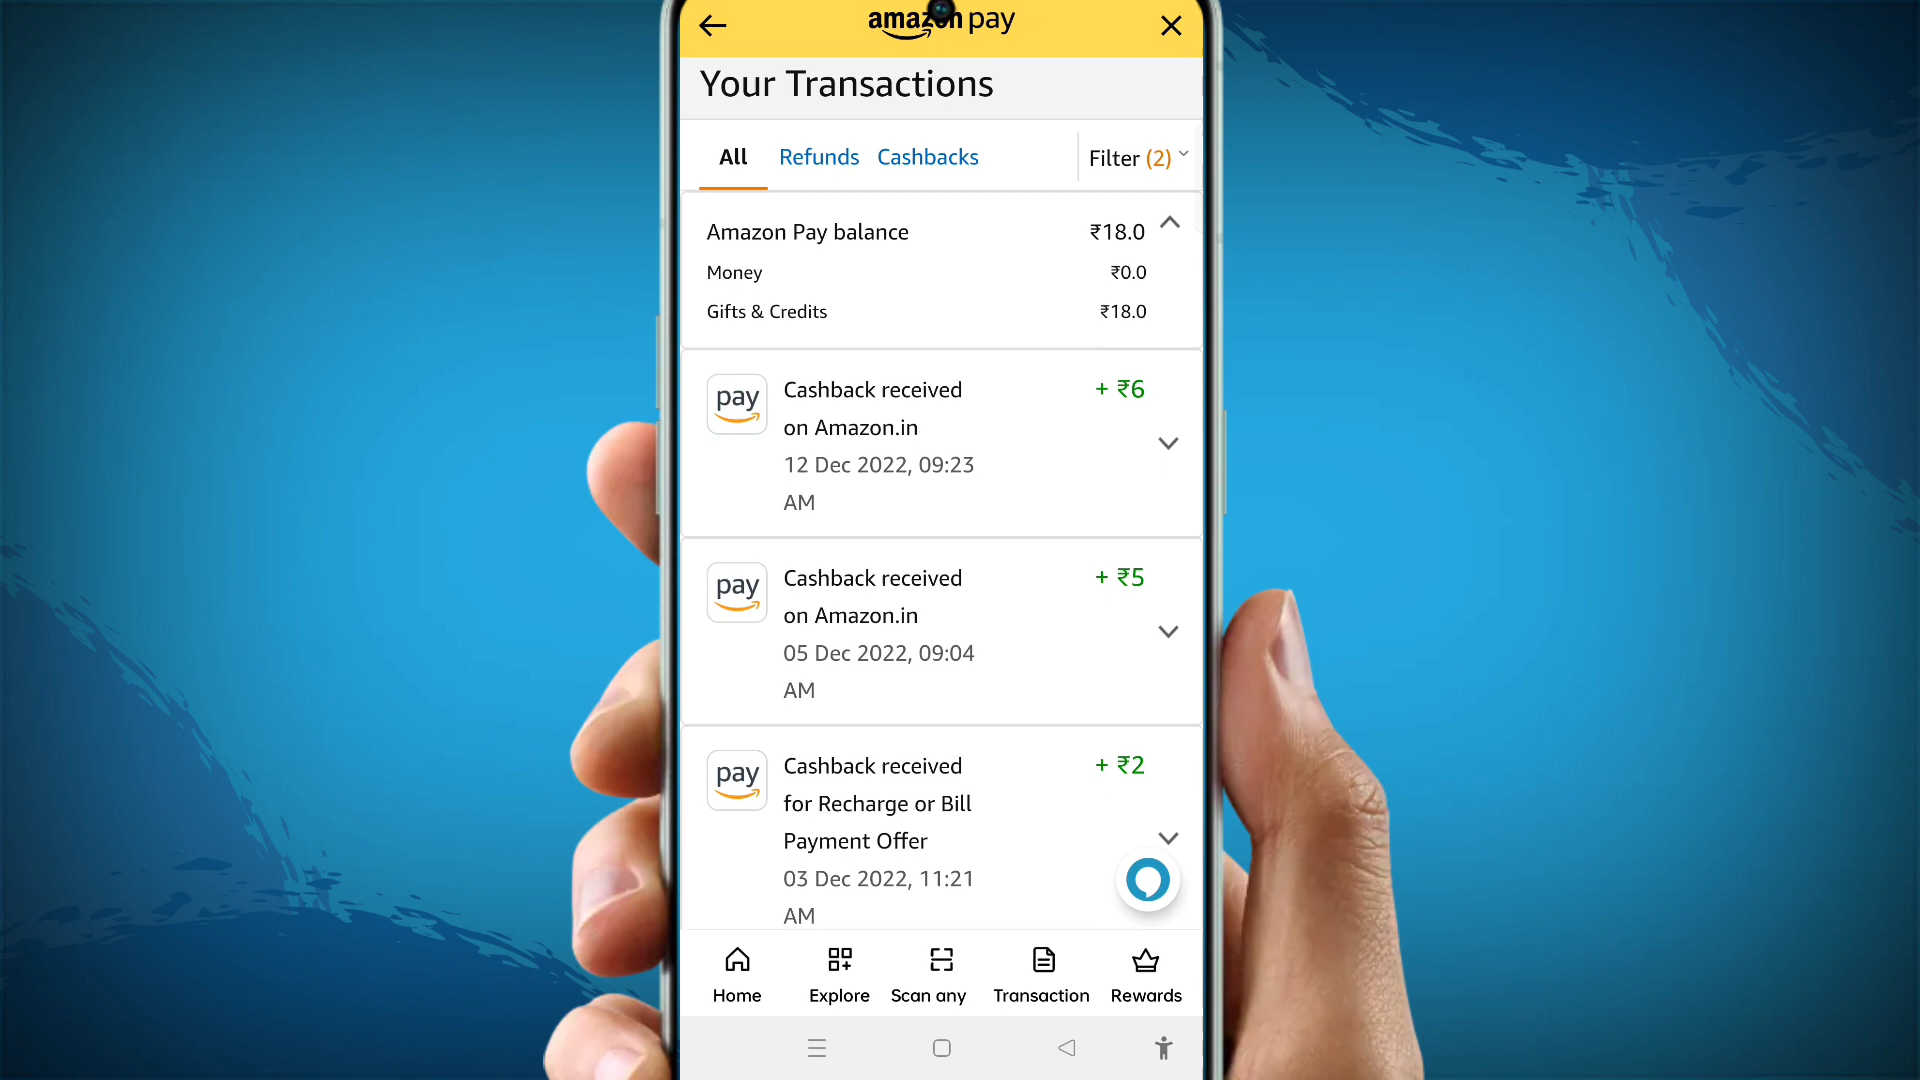 amazon pay
Your Transactions
All Refunds Cashbacks Filter (2)
Amazon Pay balance ₹18.0
Money ₹0.0
Gifts & Credits ₹18.0
pay Cashback received + ₹6
on Amazon.in
12 Dec 2022, 09:23
AM
pay Cashback received + ₹5
on Amazon.in
05 Dec 2022, 09:04
AM
pay Cashback received + ₹2
for Recharge or Bill
Payment Offer
03 Dec 2022, 11:21
AM
Home Explore Scan any Transaction Rewards